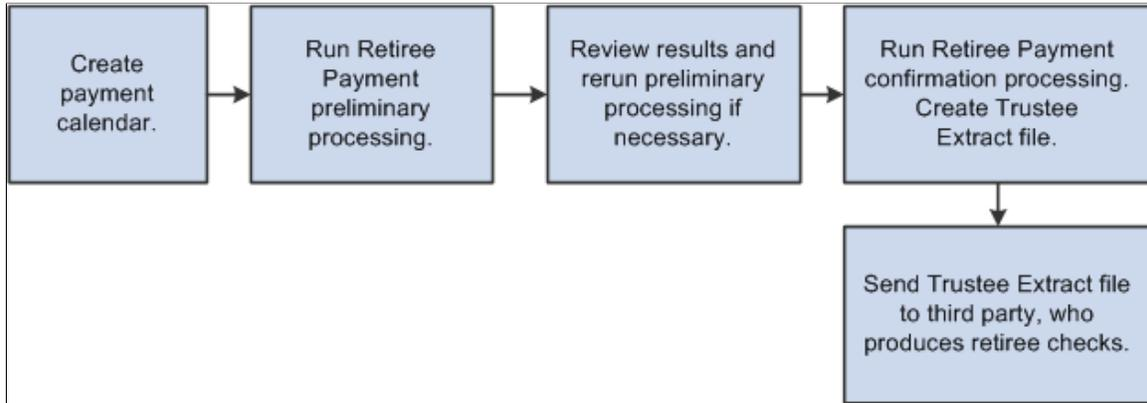 Create
payment
calendar.
Run Retiree
Payment
preliminary
processing.
Review results and
rerun preliminary
processing if
necessary.
Run Retiree Payment
confirmation processing.
Create Trustee
Extract file.
Send Trustee Extract file
to third party, who
produces retiree checks.